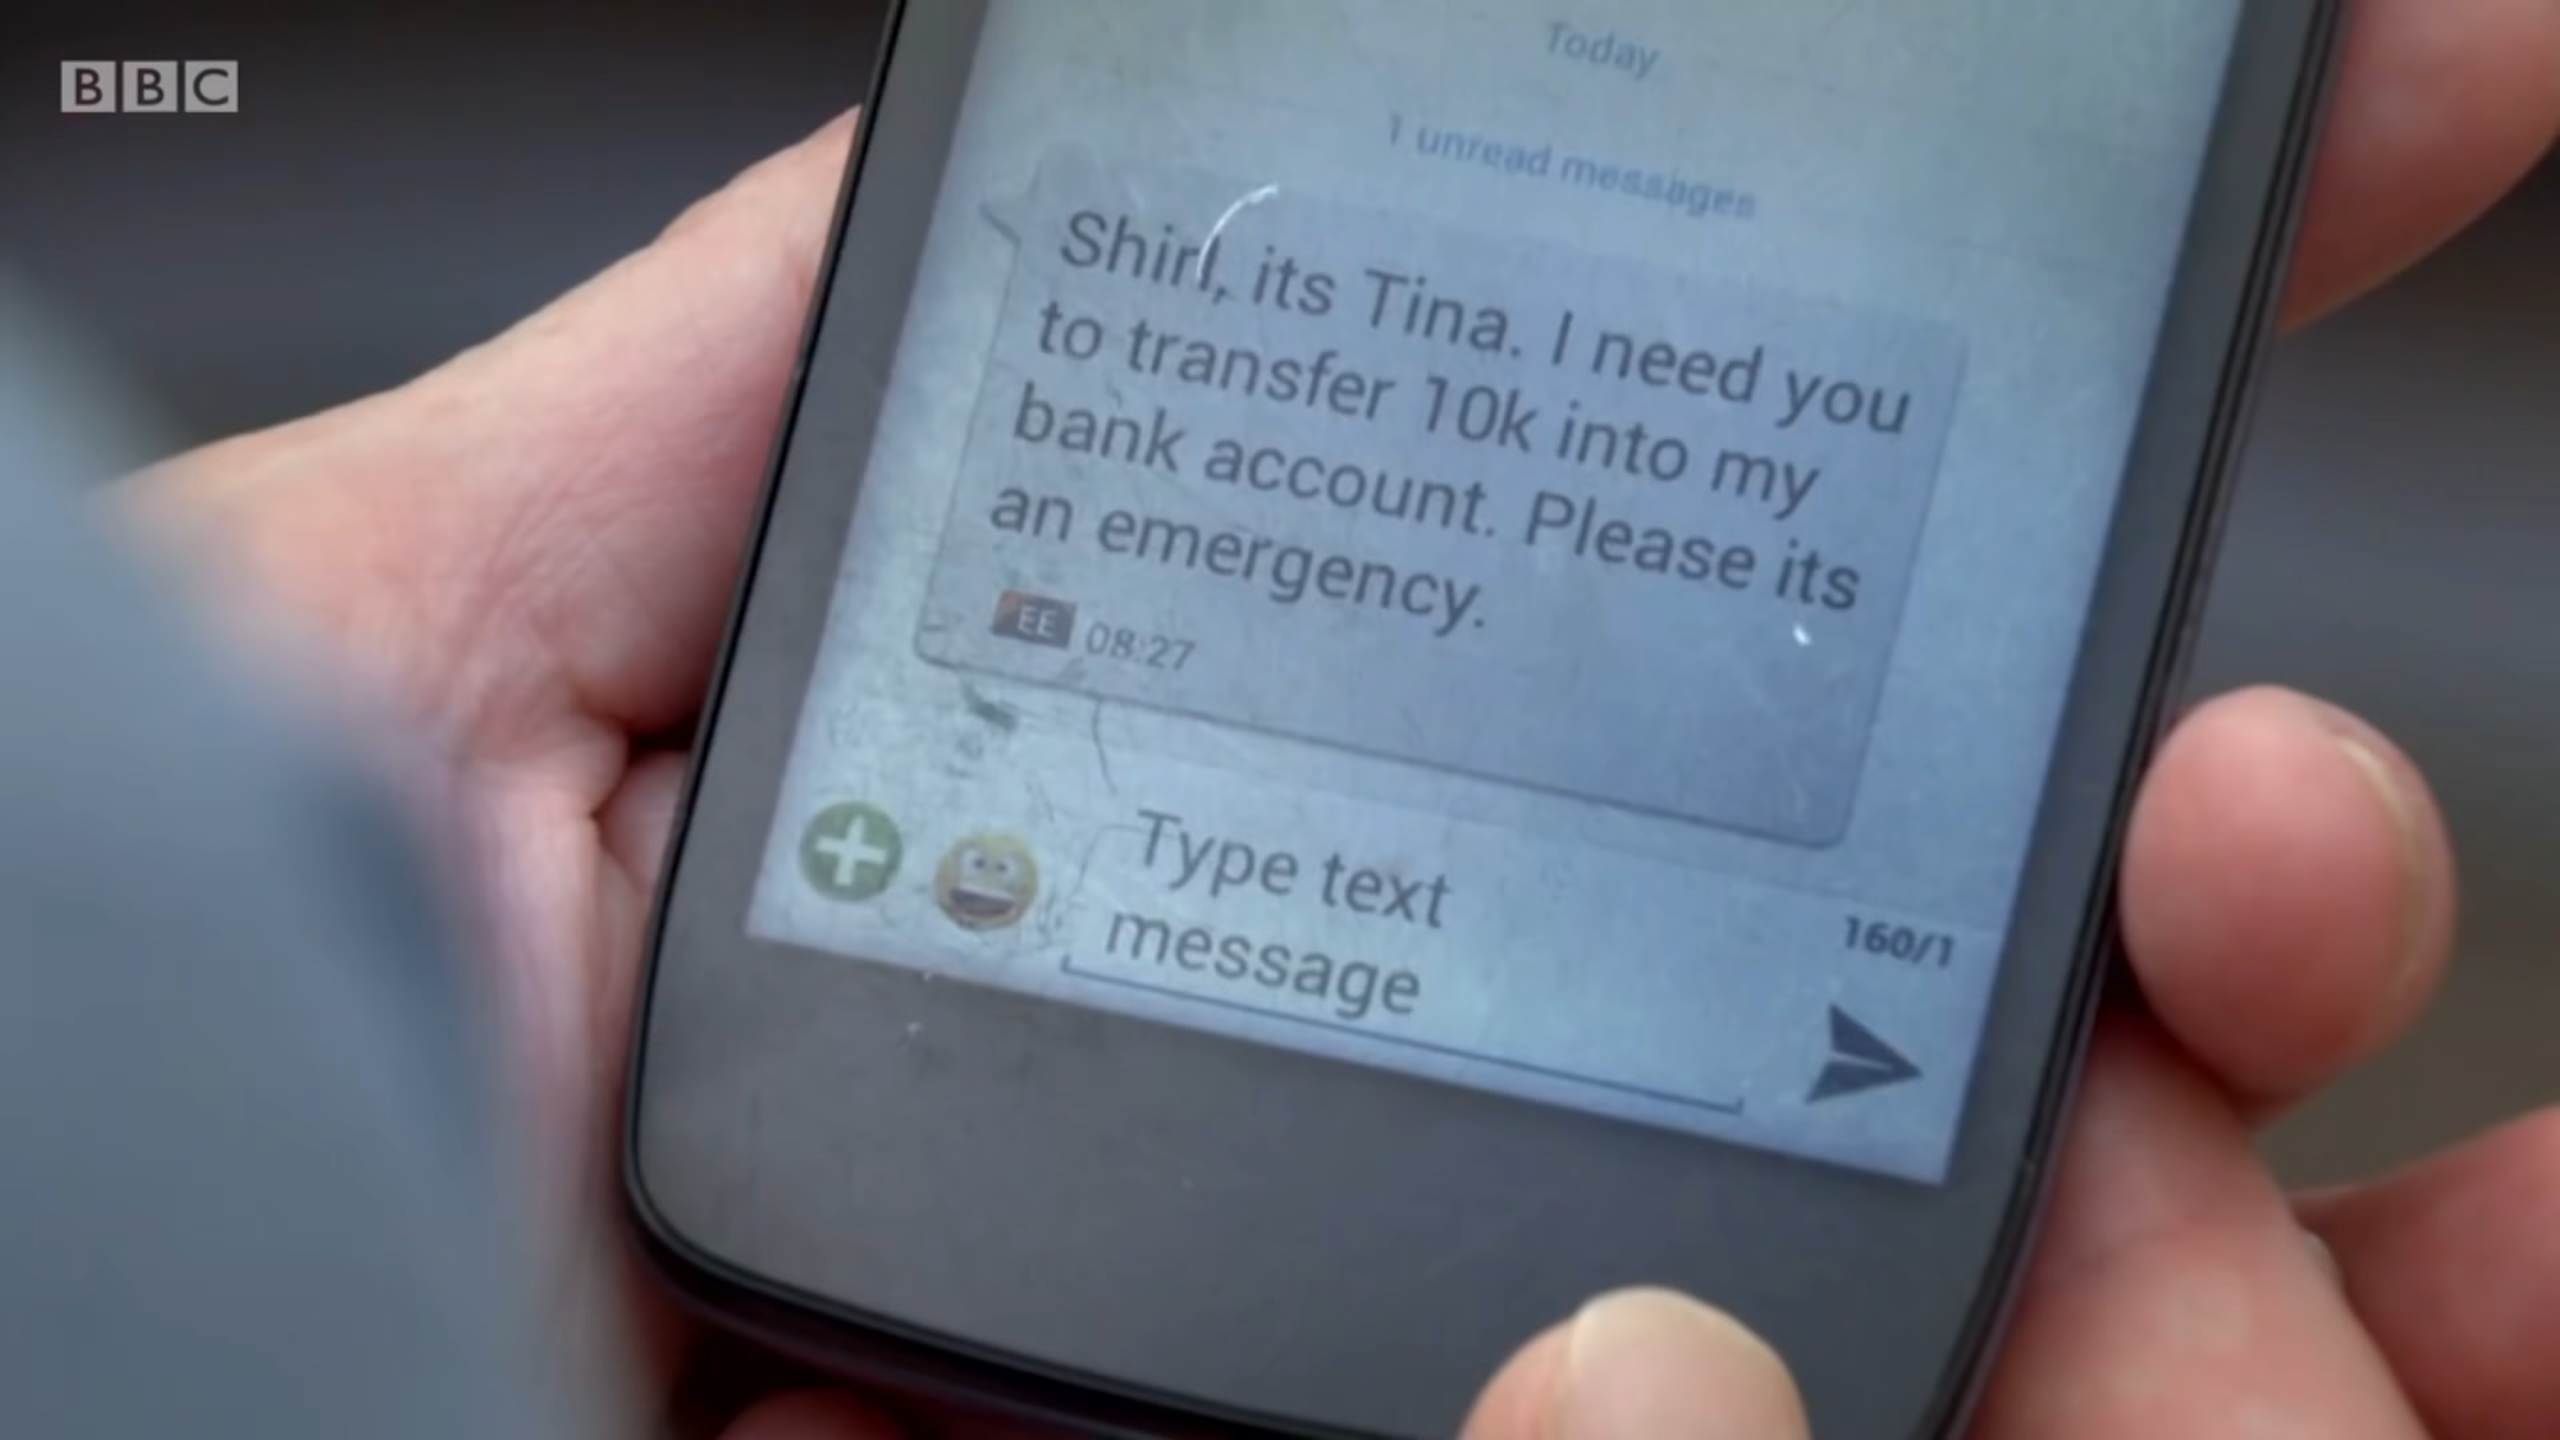 BBC
Today
1 unread messages
Shirl, its Tina. I need you
to transfer 10k into my
bank account. Please its
an emergency.
EE 08:27
Type text
message
160/1